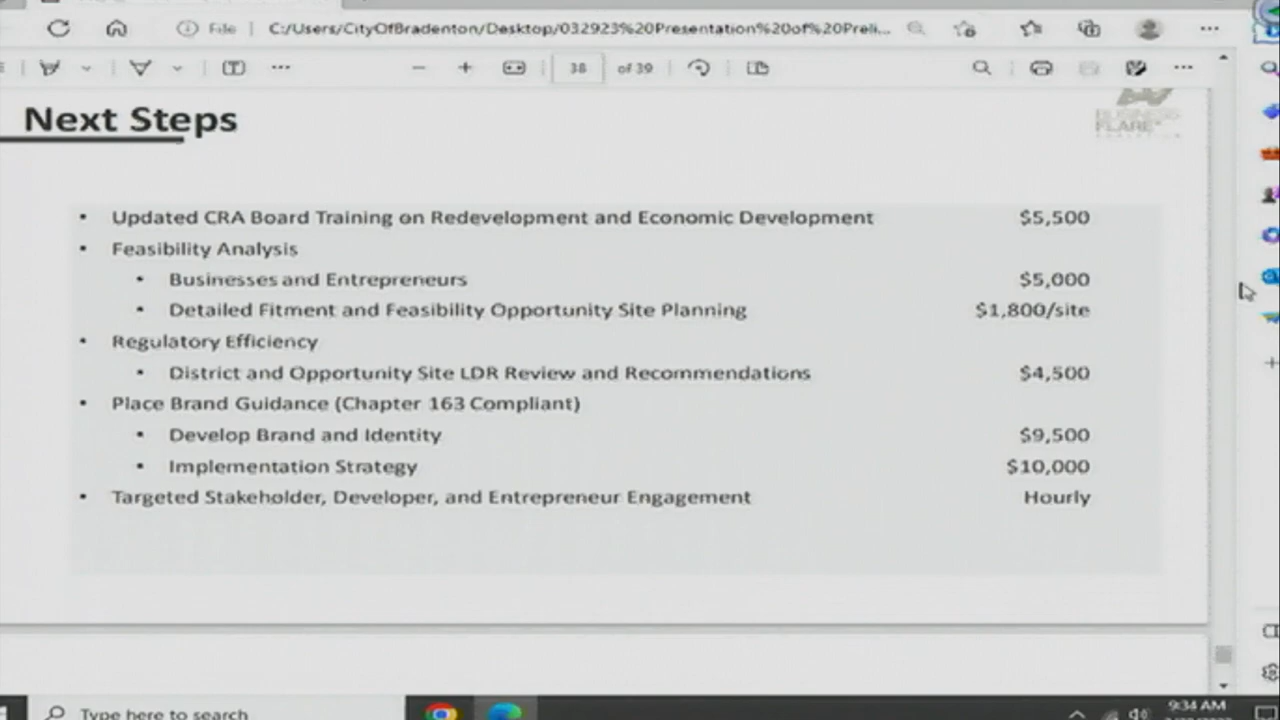 File C:/Users/CityOfBradenton/Desktop/032923%20Presentation%20of%20Preli...
38 of 39
Next Steps
BUSINESS
FLARE
• Updated CRA Board Training on Redevelopment and Economic Development $5,500
• Feasibility Analysis
• Businesses and Entrepreneurs $5,000
• Detailed Fitment and Feasibility Opportunity Site Planning $1,800/site
• Regulatory Efficiency
• District and Opportunity Site LDR Review and Recommendations $4,500
• Place Brand Guidance (Chapter 163 Compliant)
• Develop Brand and Identity $9,500
• Implementation Strategy $10,000
• Targeted Stakeholder, Developer, and Entrepreneur Engagement Hourly
Type here to search
9:34 AM